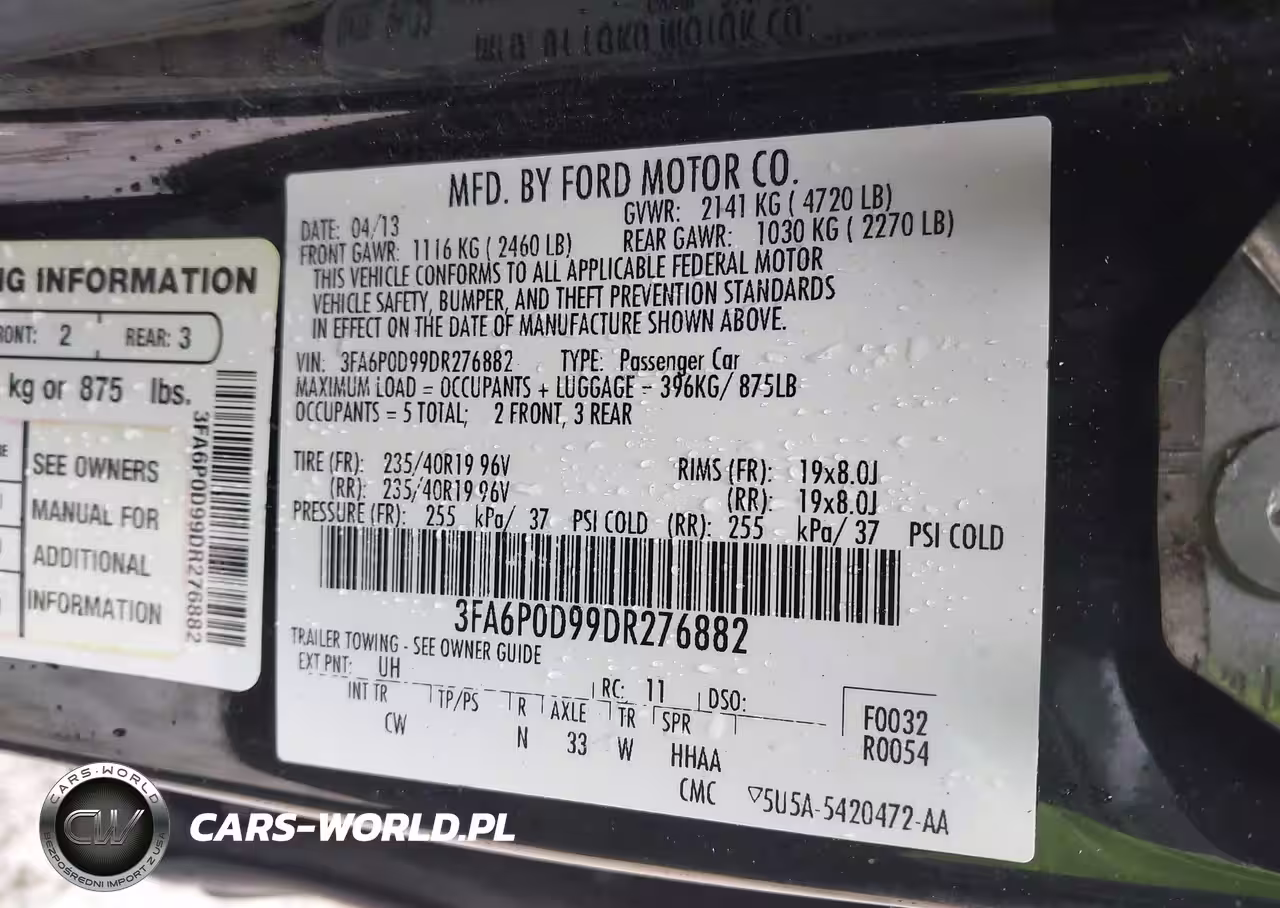 MFD. BY FORD MOTOR CO.
DATE: 04/13
GVWR: 2141 KG ( 4720 LB)
FRONT GAWR: 1116 KG ( 2460 LB)
REAR GAWR: 1030 KG ( 2270 LB)
THIS VEHICLE CONFORMS TO ALL APPLICABLE FEDERAL MOTOR
VEHICLE SAFETY, BUMPER, AND THEFT PREVENTION STANDARDS
IN EFFECT ON THE DATE OF MANUFACTURE SHOWN ABOVE.
VIN: 3FA6P0D99DR276882 TYPE: Passenger Car
MAXIMUM LOAD = OCCUPANTS + LUGGAGE = 396KG/ 875LB
OCCUPANTS = 5 TOTAL; 2 FRONT, 3 REAR
TIRE (FR): 235/40R19 96V RIMS (FR): 19x8.0J
(RR): 235/40R19 96V (RR): 19x8.0J
PRESSURE (FR): 255 kPa/ 37 PSI COLD (RR): 255 kPa/ 37 PSI COLD
3FA6P0D99DR276882
TRAILER TOWING - SEE OWNER GUIDE
EXT PNT: UH RC: 11 DSO:
INT TR TP/PS R AXLE TR SPR
CW N 33 W HHAA
CMC
F0032
R0054
▽5U5A-5420472-AA
INFORMATION
2 REAR: 3
kg or 875 lbs.
SEE OWNERS
MANUAL FOR
ADDITIONAL
INFORMATION
3FA6P0D99DR276882
CARS-WORLD
CW
BEZPOŚREDNI IMPORT Z USA
CARS-WORLD.PL